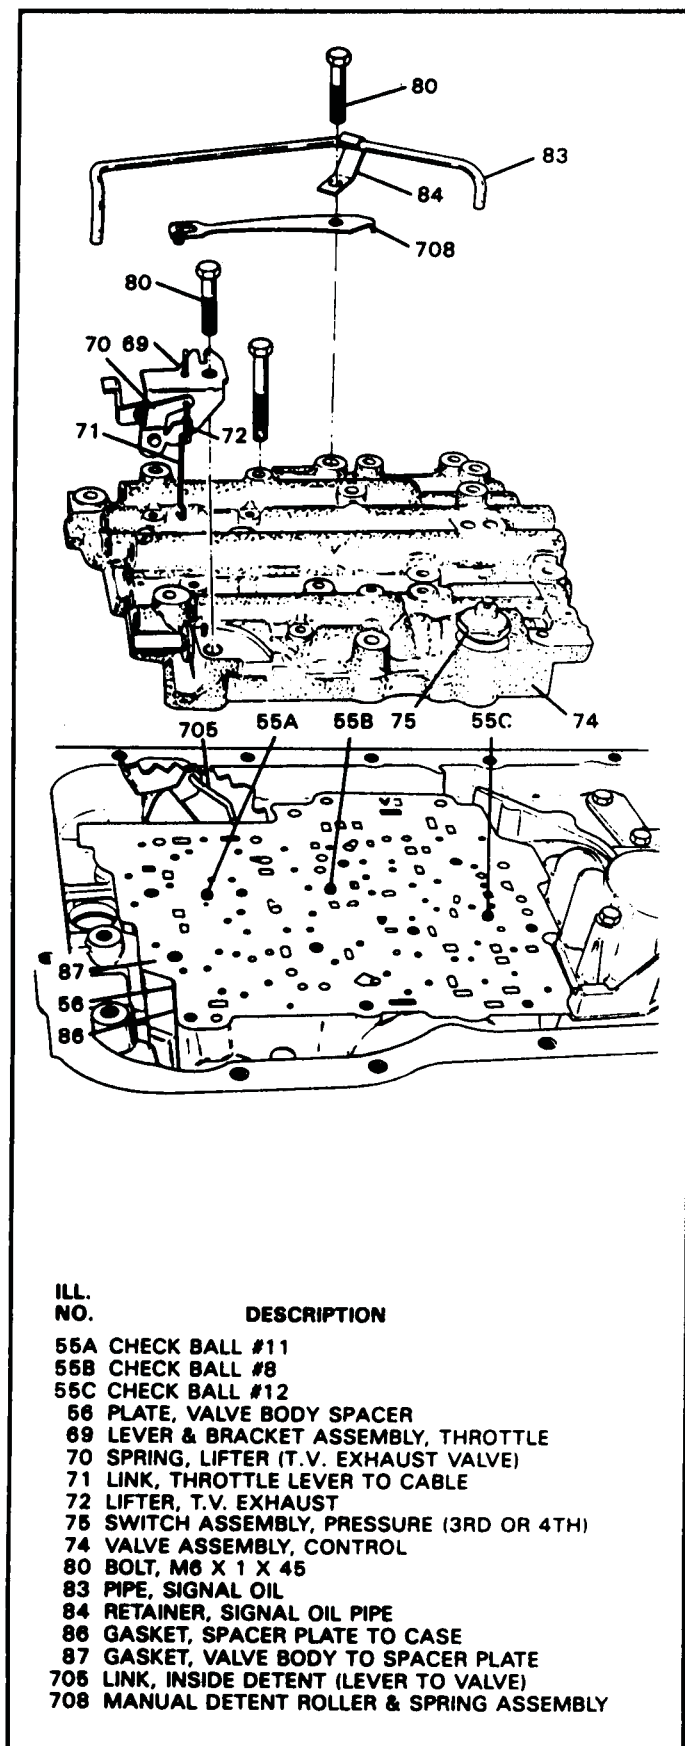 80
83
84
708
80
70 69
71
72
705 55A 55B 75 55C 74
87
56
86
ILL.
NO. DESCRIPTION
55A CHECK BALL #11
55B CHECK BALL #8
55C CHECK BALL #12
56 PLATE, VALVE BODY SPACER
69 LEVER & BRACKET ASSEMBLY, THROTTLE
70 SPRING, LIFTER (T.V. EXHAUST VALVE)
71 LINK, THROTTLE LEVER TO CABLE
72 LIFTER, T.V. EXHAUST
75 SWITCH ASSEMBLY, PRESSURE (3RD OR 4TH)
74 VALVE ASSEMBLY, CONTROL
80 BOLT, M6 X 1 X 45
83 PIPE, SIGNAL OIL
84 RETAINER, SIGNAL OIL PIPE
86 GASKET, SPACER PLATE TO CASE
87 GASKET, VALVE BODY TO SPACER PLATE
705 LINK, INSIDE DETENT (LEVER TO VALVE)
708 MANUAL DETENT ROLLER & SPRING ASSEMBLY